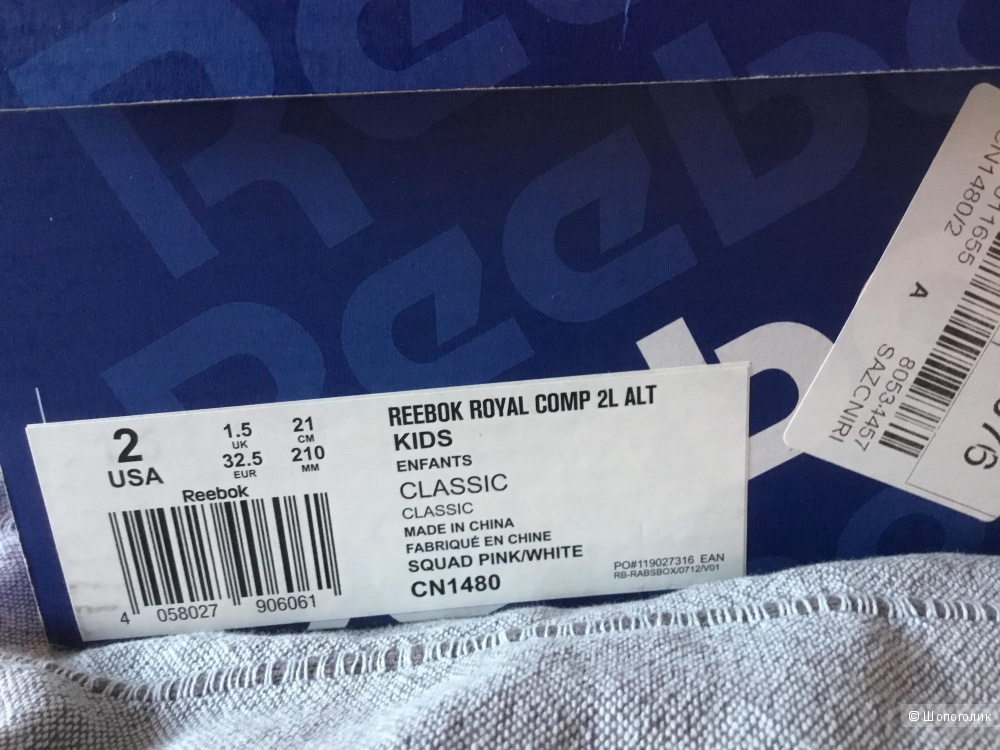 Reebok
2
USA
1.5
UK
32.5
EUR
21
CM
210
MM
Reebok
4 058027 906061
REEBOK ROYAL COMP 2L ALT
KIDS
ENFANTS
CLASSIC
CLASSIC
MADE IN CHINA
FABRIQUÉ EN CHINE
SQUAD PINK/WHITE
CN1480
PO#119027316 EAN
RB-RABSBOX/0712/V01
CN1480/2
A
80534457
SAZCNIRI
© Шопоголик